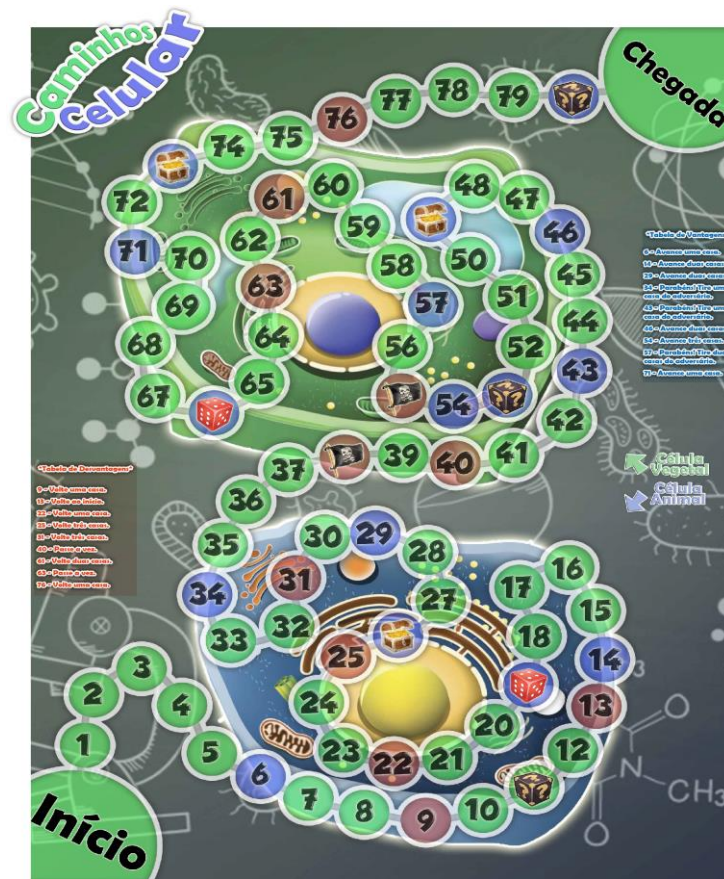 Caminhos
Celular
Chegada
76 77 78 79
74 75
72 61 60 48 47
71 70 62 59 46
69 63 58 50 45
68 64 57 51 44
67 65 56 52 43
54 42
37 39 40 41
36
35 30 29 28 16
34 31 27 17 15
33 32 18 14
3 25 13
2 4 24 20 12
1 5 23 22 21
6 7 8 9 10
Início
"Tabela de Vantagens
6 - Avance uma casa.
14 - Avance duas casas.
29 - Avance duas casas.
34 - Parabéns! Tire um
casa do adversário.
43 - Parabéns! Tire um
casa do adversário.
46 - Avance duas casas.
54 - Avance três casas.
57 - Parabéns! Tire du
casas do adversário.
71 - Avance uma casa.
"Tabela de Desvantagens"
9 - Volte uma casa.
13 - Volte ao início.
22 - Volte uma casa.
25 - Volte três casas.
31 - Volte três casas.
40 - Passe a vez.
61 - Volte duas casas.
63 - Passe a vez.
76 - Volte uma casa.
Célula
Vegetal
Célula
Animal
O
N
CH3
O